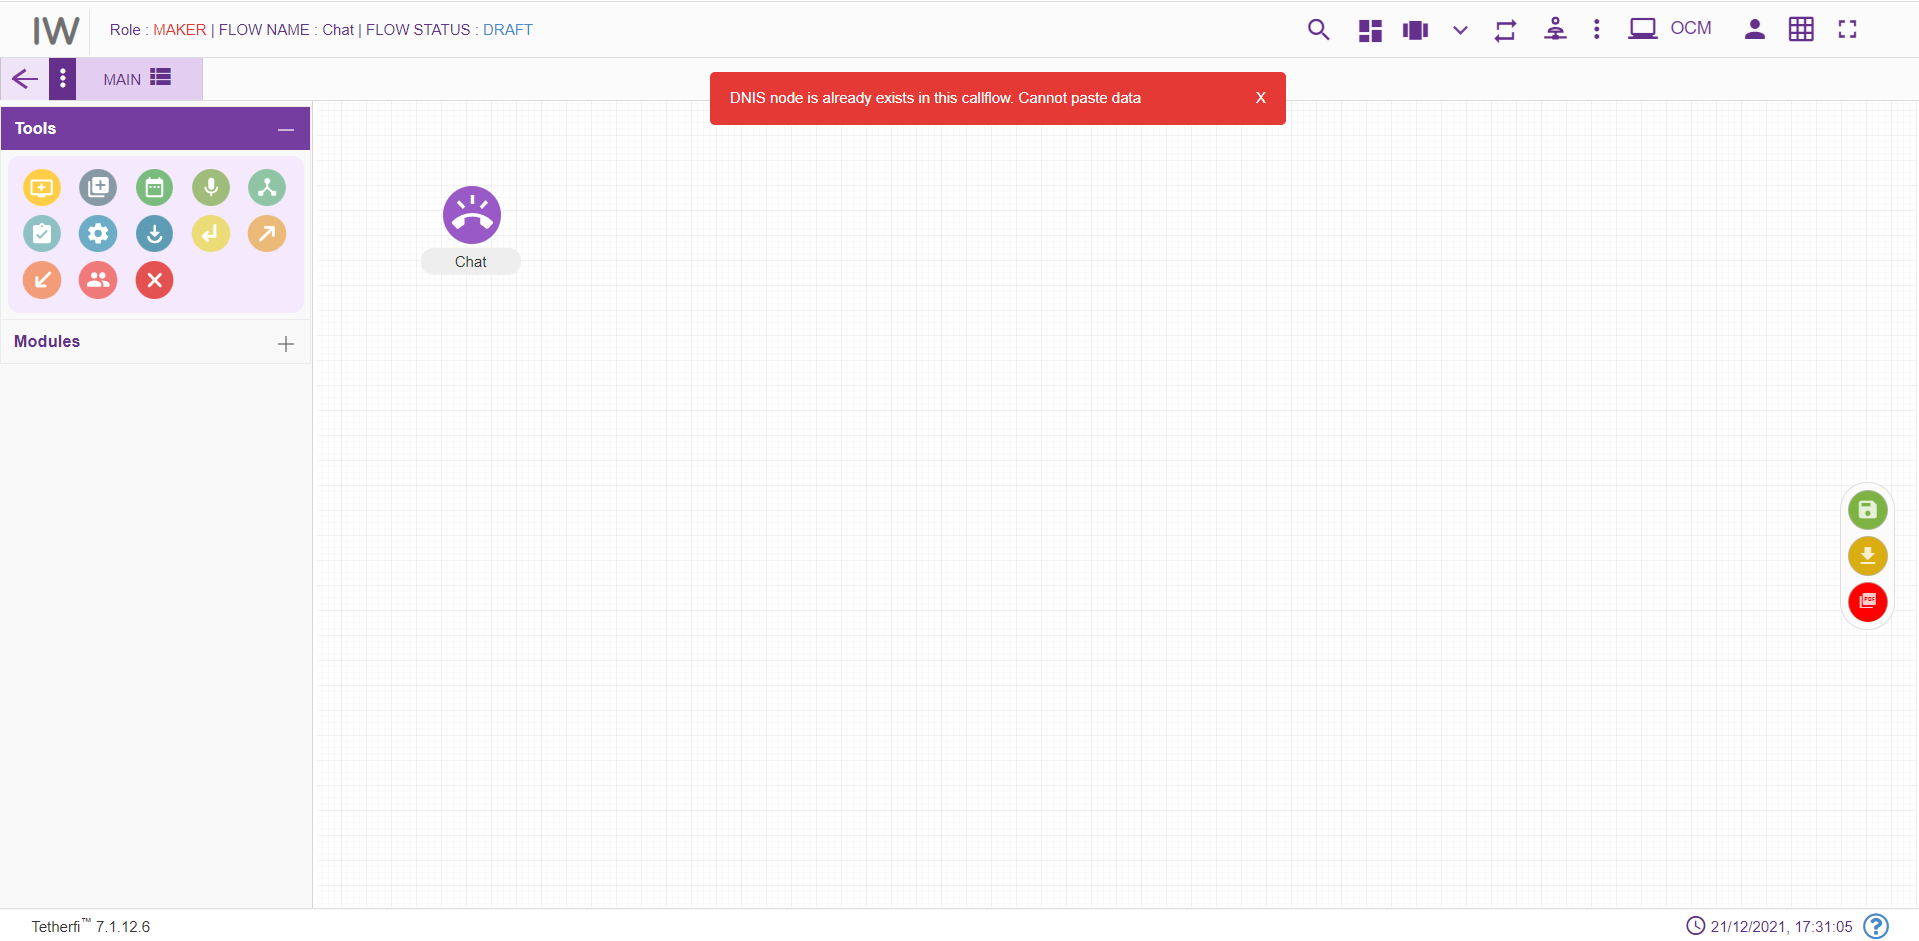 IW
Role : MAKER | FLOW NAME : Chat | FLOW STATUS : DRAFT
OCM
MAIN
DNIS node is already exists in this callflow. Cannot paste data X
Tools
Chat
Modules
PDF
Tetherfi™ 7.1.12.6
21/12/2021, 17:31:05 ?